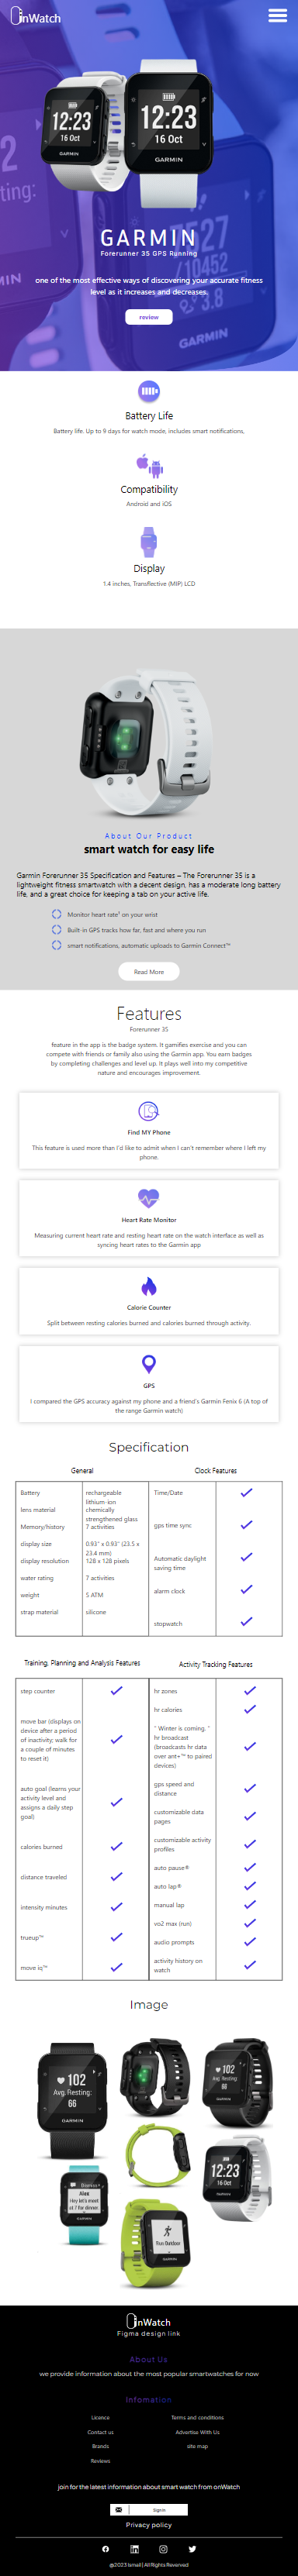 inWatch
12:23
16 Oct
GARMIN
12:23
16 Oct
GARMIN
GARMIN
Forerunner 35 GPS Running
one of the most effective ways of discovering your accurate fitness
level as it increases and decreases.
review
Battery Life
Battery life. Up to 9 days for watch mode, includes smart notifications,
Compatibility
Android and iOS
Display
1.4 inches, Transflective (MIP) LCD
About Our Product
smart watch for easy life
Garmin Forerunner 35 Specification and Features – The Forerunner 35 is a
lightweight fitness smartwatch with a decent design, has a moderate long battery
life, and a great choice for keeping a tab on your active life.
Monitor heart rate¹ on your wrist
Built-in GPS tracks how far, fast and where you run
smart notifications, automatic uploads to Garmin Connect™
Read More
Features
Forerunner 35
feature in the app is the badge system. It gamifies exercise and you can
compete with friends or family also using the Garmin app. You earn badges
by completing challenges and level up. It plays well into my competitive
nature and encourages improvement.
Find MY Phone
This feature is used more than I'd like to admit when I can't remember where I left my
phone.
Heart Rate Monitor
Measuring current heart rate and resting heart rate on the watch interface as well as
syncing heart rates to the Garmin app
Calorie Counter
Split between resting calories burned and calories burned through activity.
GPS
I compared the GPS accuracy against my phone and a friend's Garmin Fenix 6 (A top of
the range Garmin watch)
Specification
General
Battery rechargeable
lithium-ion
lens material chemically
strengthened glass
Memory/history 7 activities
display size 0.93" x 0.93" (23.5 x
23.4 mm)
display resolution 128 x 128 pixels
water rating 7 activities
weight 5 ATM
strap material silicone
Clock Features
Time/Date
gps time sync
Automatic daylight
saving time
alarm clock
stopwatch
Training, Planning and Analysis Features
step counter
move bar (displays on
device after a period
of inactivity; walk for
a couple of minutes
to reset it)
auto goal (learns your
activity level and
assigns a daily step
goal)
calories burned
distance traveled
intensity minutes
trueup™
move iq™
Activity Tracking Features
hr zones
hr calories
" Winter is coming. "
hr broadcast
(broadcasts hr data
over ant+™ to paired
devices)
gps speed and
distance
customizable data
pages
customizable activity
profiles
auto pause®
auto lap®
manual lap
vo2 max (run)
audio prompts
activity history on
watch
Image
102
Avg. Resting:
66
GARMIN
102
66
12:23
16 Oct
Alex
Hey let's meet
at 7 for dinner.
Run Outdoor
inWatch
Figma design link
About Us
we provide information about the most popular smartwatches for now
Infomation
Licence
Contact us
Brands
Reviews
Terms and conditions
Advertise With Us
site map
join for the latest information about smart watch from onWatch
Sign in
Privacy policy
@2023 Ismail | All Rights Reserved